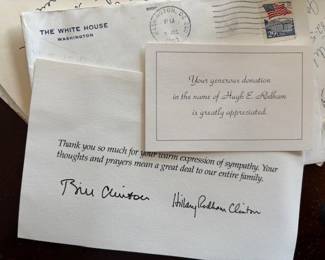 THE WHITE HOUSE
WASHINGTON
PM
29
Your generous donation
in the name of Hugh E. Rodham
is greatly appreciated.
Thank you so much for your warm expression of sympathy. Your
thoughts and prayers mean a great deal to our entire family.
Bill Clinton
Hillary Rodham Clinton